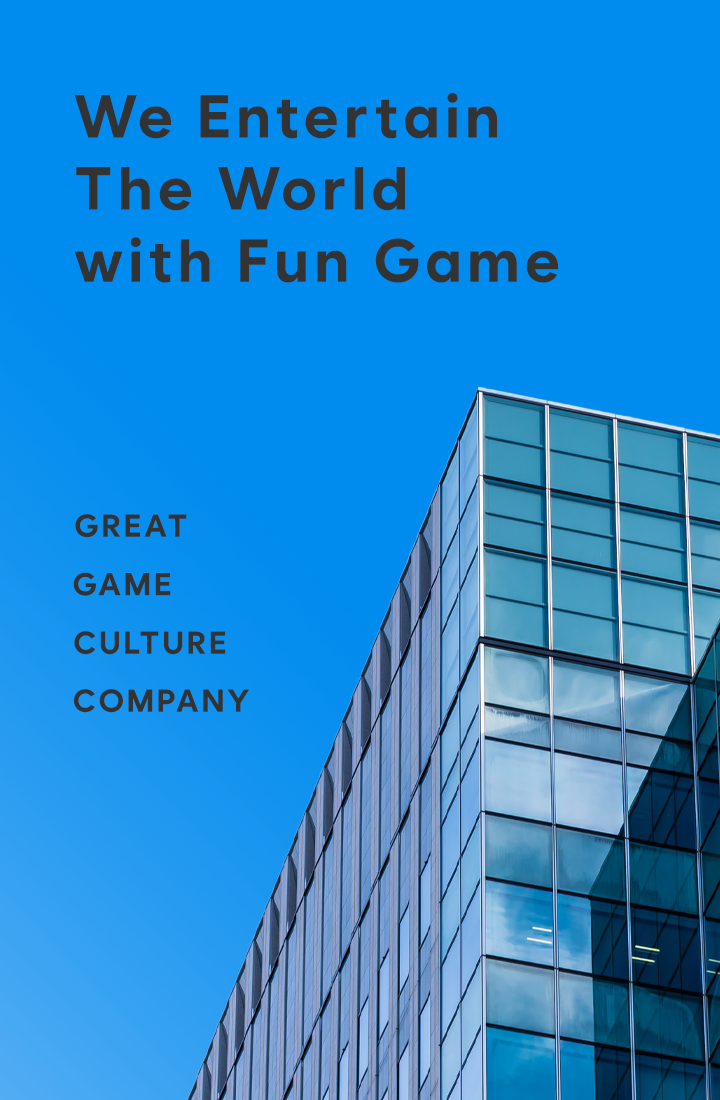 We Entertain
The World
with Fun Game
GREAT
GAME
CULTURE
COMPANY